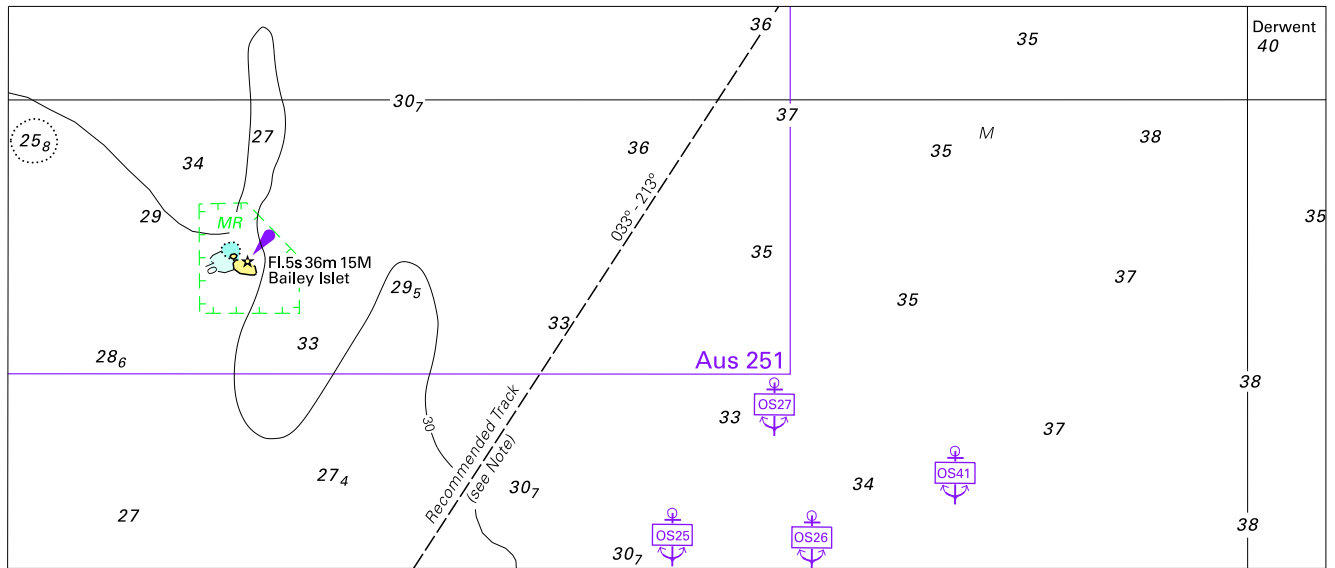 36
35
Derwent
40
30₇
37
25₈
27
34
36
35
M
38
29
MR
033° - 213°
35
35
Fl.5s 36m 15M
Bailey Islet
29₅
37
35
33
33
28₆
Aus 251
38
OS27
33
30
Recommended Track
(see Note)
37
27₄
30₇
34
OS41
27
38
OS25
OS26
30₇